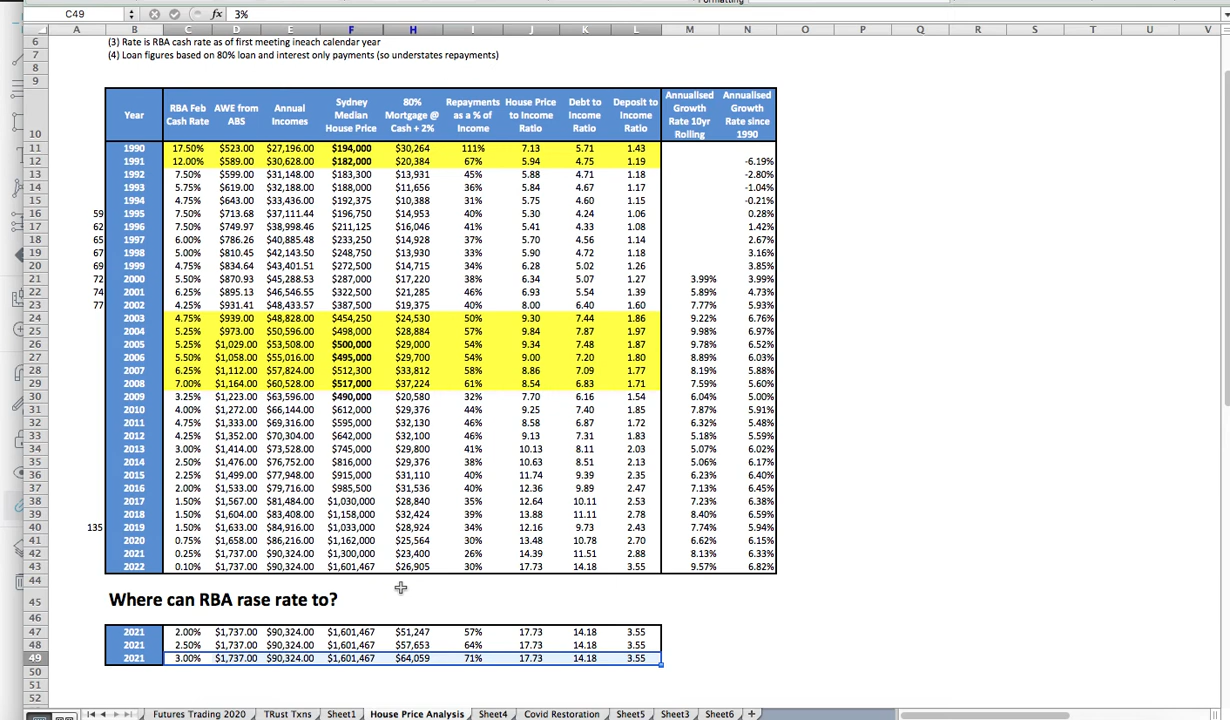 C49 fx 3%
A B C D E F H I J K L M N O P Q R S T U V
6 (3) Rate is RBA cash rate as of first meeting ineach calendar year
7 (4) Loan figures based on 80% loan and interest only payments (so understates repayments)
8
9
10 Year RBA Feb Cash Rate AWE from ABS Annual Incomes Sydney Median House Price 80% Mortgage @ Cash + 2% Repayments as a % of Income House Price to Income Ratio Debt to Income Ratio Deposit to Income Ratio Annualised Growth Rate 10yr Rolling Annualised Growth Rate since 1990
11 1990 17.50% $523.00 $27,196.00 $194,000 $30,264 111% 7.13 5.71 1.43
12 1991 12.00% $589.00 $30,628.00 $182,000 $20,384 67% 5.94 4.75 1.19 -6.19%
13 1992 7.50% $599.00 $31,148.00 $183,300 $13,931 45% 5.88 4.71 1.18 -2.80%
14 1993 5.75% $619.00 $32,188.00 $188,000 $11,656 36% 5.84 4.67 1.17 -1.04%
15 1994 4.75% $643.00 $33,436.00 $192,375 $10,388 31% 5.75 4.60 1.15 -0.21%
16 59 1995 7.50% $713.68 $37,111.44 $196,750 $14,953 40% 5.30 4.24 1.06 0.28%
17 62 1996 7.50% $749.97 $38,998.46 $211,125 $16,046 41% 5.41 4.33 1.08 1.42%
18 65 1997 6.00% $786.26 $40,885.48 $233,250 $14,928 37% 5.70 4.56 1.14 2.67%
19 67 1998 5.00% $810.45 $42,143.50 $248,750 $13,930 33% 5.90 4.72 1.18 3.16%
20 69 1999 4.75% $834.64 $43,401.51 $272,500 $14,715 34% 6.28 5.02 1.26 3.85%
21 72 2000 5.50% $870.93 $45,288.53 $287,000 $17,220 38% 6.34 5.07 1.27 3.99% 3.99%
22 74 2001 6.25% $895.13 $46,546.55 $322,500 $21,285 46% 6.93 5.54 1.39 5.89% 4.73%
23 77 2002 4.25% $931.41 $48,433.57 $387,500 $19,375 40% 8.00 6.40 1.60 7.77% 5.93%
24 2003 4.75% $939.00 $48,828.00 $454,250 $24,530 50% 9.30 7.44 1.86 9.22% 6.76%
25 2004 5.25% $973.00 $50,596.00 $498,000 $28,884 57% 9.84 7.87 1.97 9.98% 6.97%
26 2005 5.25% $1,029.00 $53,508.00 $500,000 $29,000 54% 9.34 7.48 1.87 9.78% 6.52%
27 2006 5.50% $1,058.00 $55,016.00 $495,000 $29,700 54% 9.00 7.20 1.80 8.89% 6.03%
28 2007 6.25% $1,112.00 $57,824.00 $512,300 $33,812 58% 8.86 7.09 1.77 8.19% 5.88%
29 2008 7.00% $1,164.00 $60,528.00 $517,000 $37,224 61% 8.54 6.83 1.71 7.59% 5.60%
30 2009 3.25% $1,223.00 $63,596.00 $490,000 $20,580 32% 7.70 6.16 1.54 6.04% 5.00%
31 2010 4.00% $1,272.00 $66,144.00 $612,000 $29,376 44% 9.25 7.40 1.85 7.87% 5.91%
32 2011 4.75% $1,333.00 $69,316.00 $595,000 $32,130 46% 8.58 6.87 1.72 6.32% 5.48%
33 2012 4.25% $1,352.00 $70,304.00 $642,000 $32,100 46% 9.13 7.31 1.83 5.18% 5.59%
34 2013 3.00% $1,414.00 $73,528.00 $745,000 $29,800 41% 10.13 8.11 2.03 5.07% 6.02%
35 2014 2.50% $1,476.00 $76,752.00 $816,000 $29,376 38% 10.63 8.51 2.13 5.06% 6.17%
36 2015 2.25% $1,499.00 $77,948.00 $915,000 $31,110 40% 11.74 9.39 2.35 6.23% 6.40%
37 2016 2.00% $1,533.00 $79,716.00 $985,500 $31,536 40% 12.36 9.89 2.47 7.13% 6.45%
38 2017 1.50% $1,567.00 $81,484.00 $1,030,000 $28,840 35% 12.64 10.11 2.53 7.23% 6.38%
39 2018 1.50% $1,604.00 $83,408.00 $1,158,000 $32,424 39% 13.88 11.11 2.78 8.40% 6.59%
40 135 2019 1.50% $1,633.00 $84,916.00 $1,033,000 $28,924 34% 12.16 9.73 2.43 7.74% 5.94%
41 2020 0.75% $1,658.00 $86,216.00 $1,162,000 $25,564 30% 13.48 10.78 2.70 6.62% 6.15%
42 2021 0.25% $1,737.00 $90,324.00 $1,300,000 $23,400 26% 14.39 11.51 2.88 8.13% 6.33%
43 2022 0.10% $1,737.00 $90,324.00 $1,601,467 $26,905 30% 17.73 14.18 3.55 9.57% 6.82%
44
45 Where can RBA rase rate to?
46
47 2021 2.00% $1,737.00 $90,324.00 $1,601,467 $51,247 57% 17.73 14.18 3.55
48 2021 2.50% $1,737.00 $90,324.00 $1,601,467 $57,653 64% 17.73 14.18 3.55
49 2021 3.00% $1,737.00 $90,324.00 $1,601,467 $64,059 71% 17.73 14.18 3.55
50
51
52
Futures Trading 2020 TRust Txns Sheet1 House Price Analysis Sheet4 Covid Restoration Sheet5 Sheet3 Sheet6 +